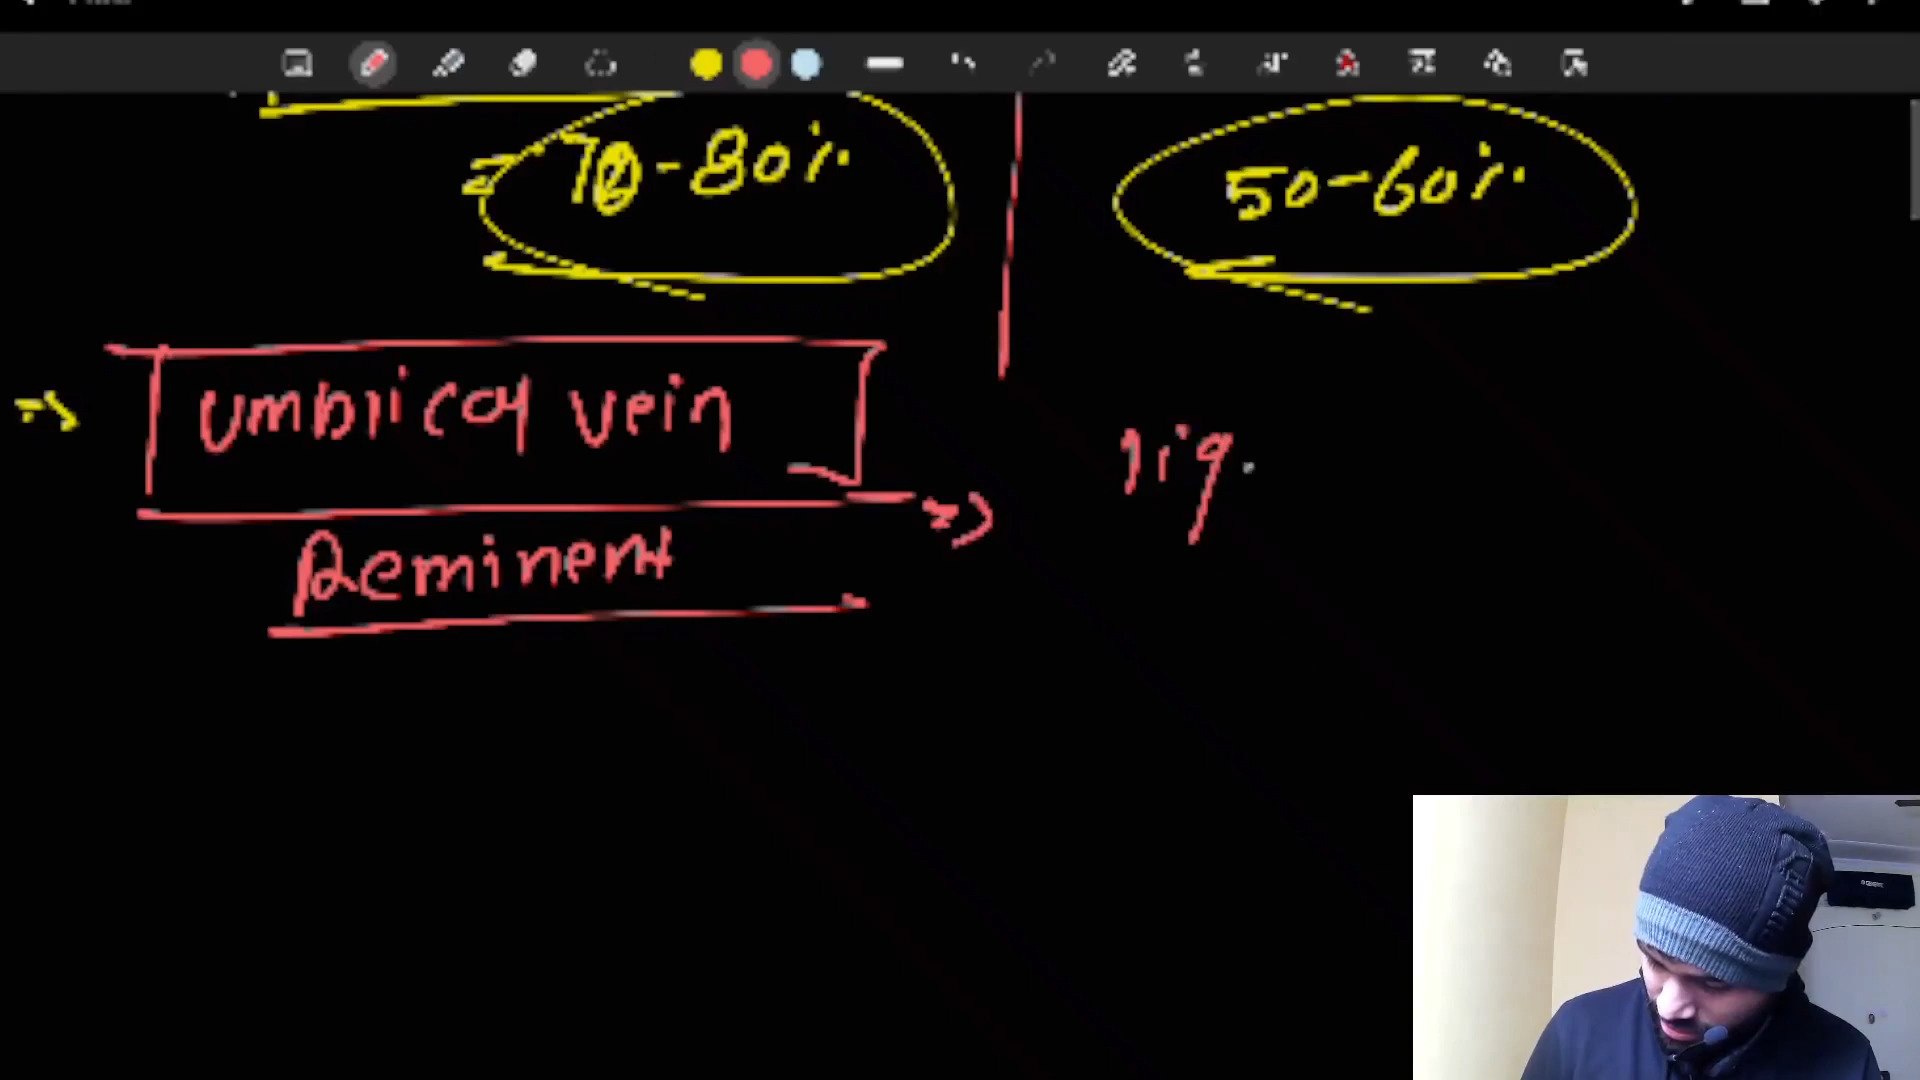 = 70-80%
50-60%
=> Umbilical vein
=>
Reminent
lig.